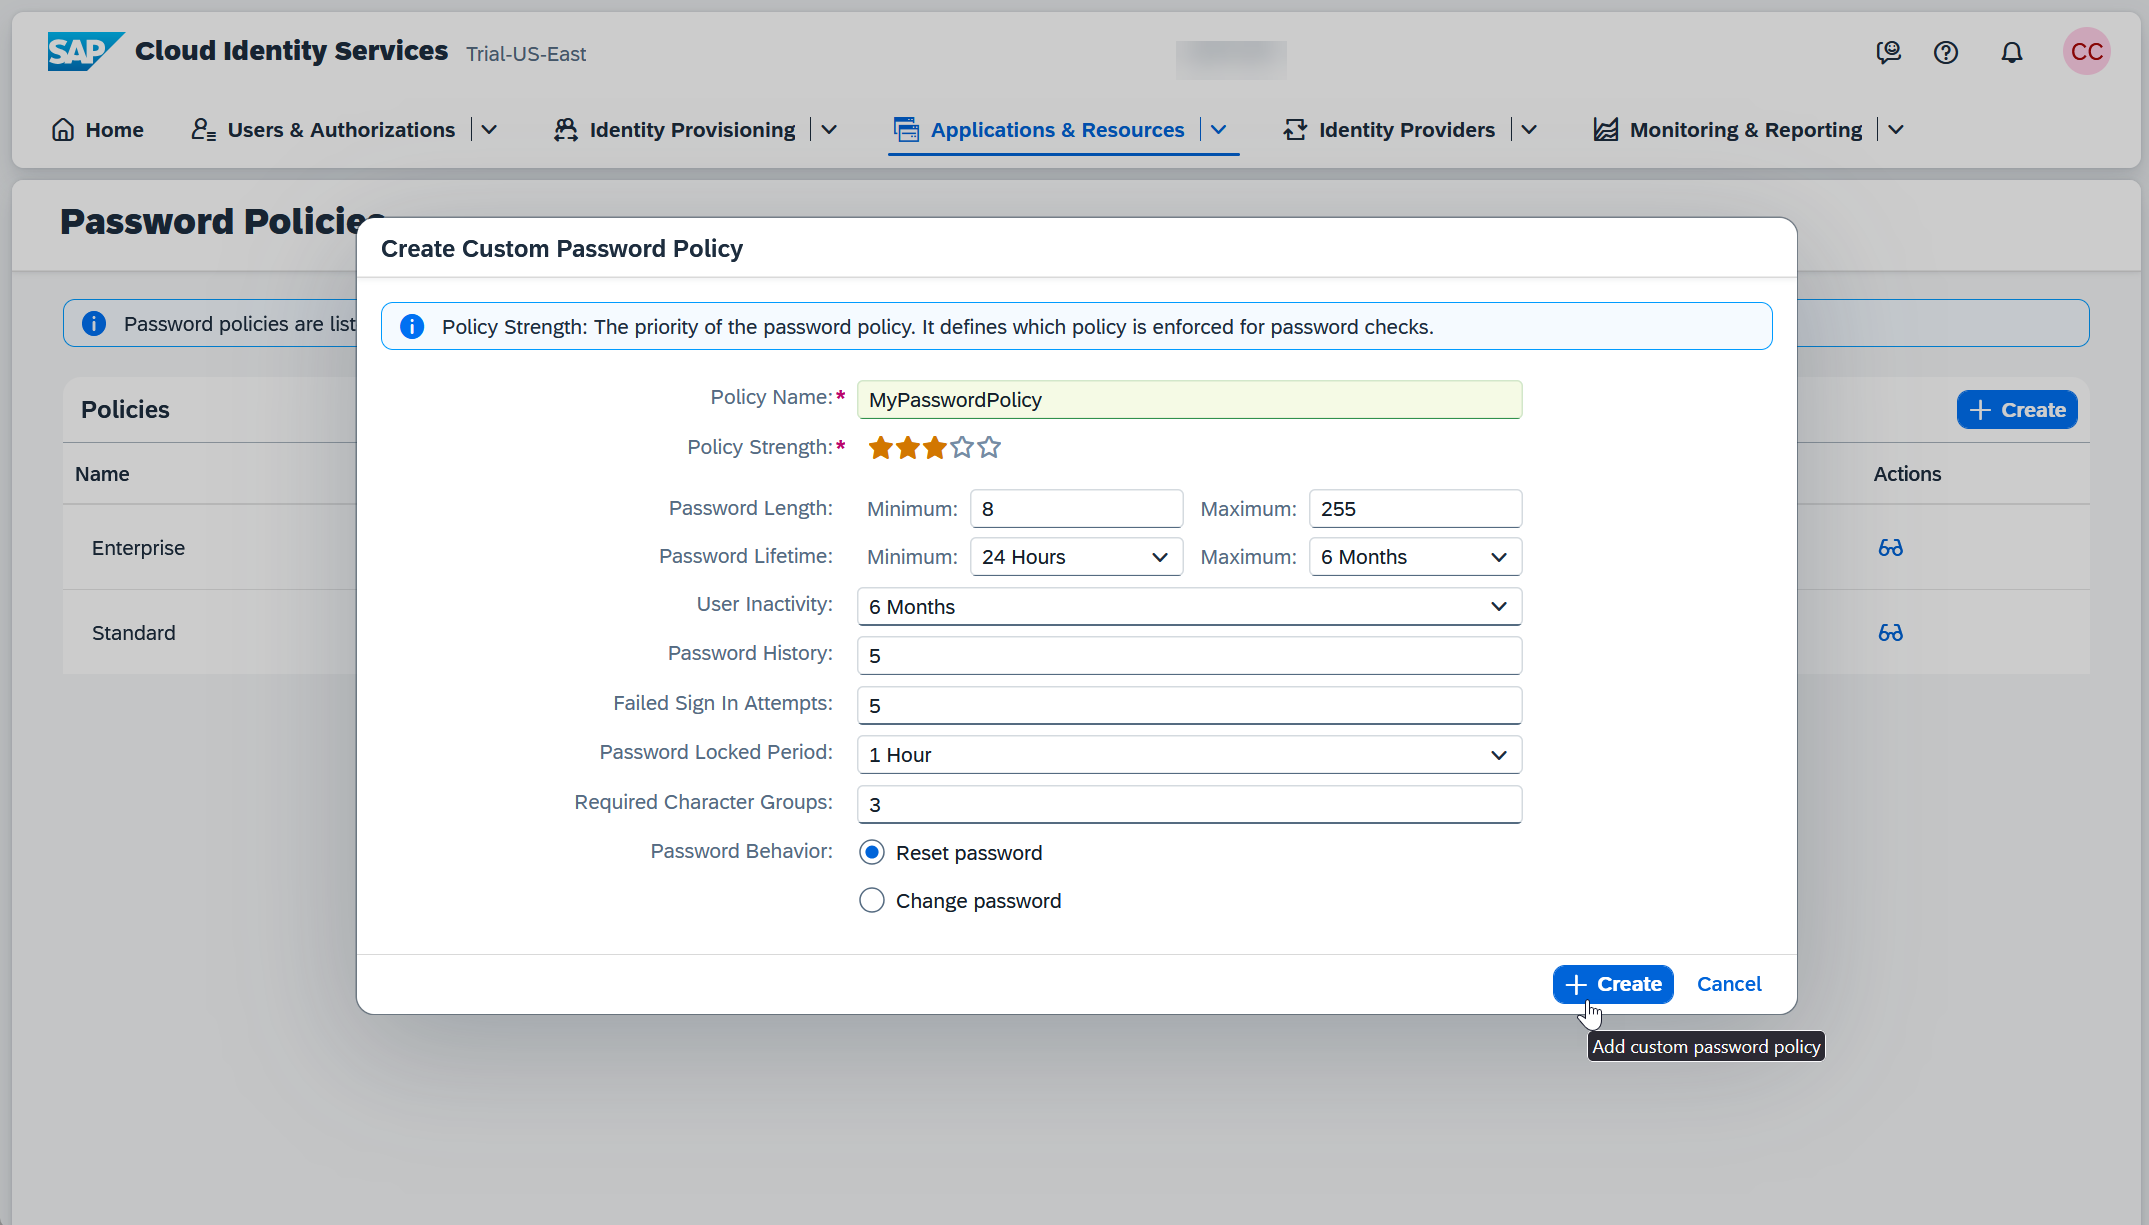 SAP Cloud Identity Services Trial-US-East CC
Home Users & Authorizations Identity Provisioning Applications & Resources Identity Providers Monitoring & Reporting
Password Policies
Create Custom Password Policy
Password policies are list
Policy Strength: The priority of the password policy. It defines which policy is enforced for password checks.
Policies
Create
Name
Actions
Enterprise
Standard
Policy Name:* MyPasswordPolicy
Policy Strength:*
Password Length: Minimum: 8 Maximum: 255
Password Lifetime: Minimum: 24 Hours Maximum: 6 Months
User Inactivity: 6 Months
Password History: 5
Failed Sign In Attempts: 5
Password Locked Period: 1 Hour
Required Character Groups: 3
Password Behavior: Reset password
Change password
Create Cancel
Add custom password policy